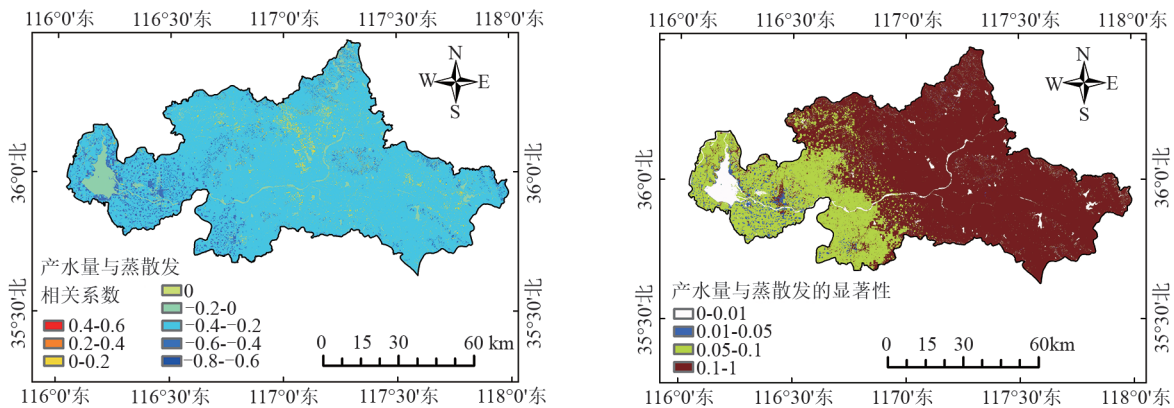 116°0'东 116°30'东 117°0'东 117°30'东 118°0'东
N
W E
S
36°0'北
35°30'北
36°0'北
35°30'北
产水量与蒸散发
相关系数
0.4-0.6
0.2-0.4
0-0.2
0
-0.2-0
-0.4--0.2
-0.6--0.4
-0.8--0.6
0 15 30 60 km
116°0'东 116°30'东 117°0'东 117°30'东 118°0'东
116°0'东 116°30'东 117°0'东 117°30'东 118°0'东
N
W E
S
36°0'北
35°30'北
36°0'北
35°30'北
产水量与蒸散发的显著性
0-0.01
0.01-0.05
0.05-0.1
0.1-1
0 15 30 60km
116°0'东 116°30'东 117°0'东 117°30'东 118°0'东